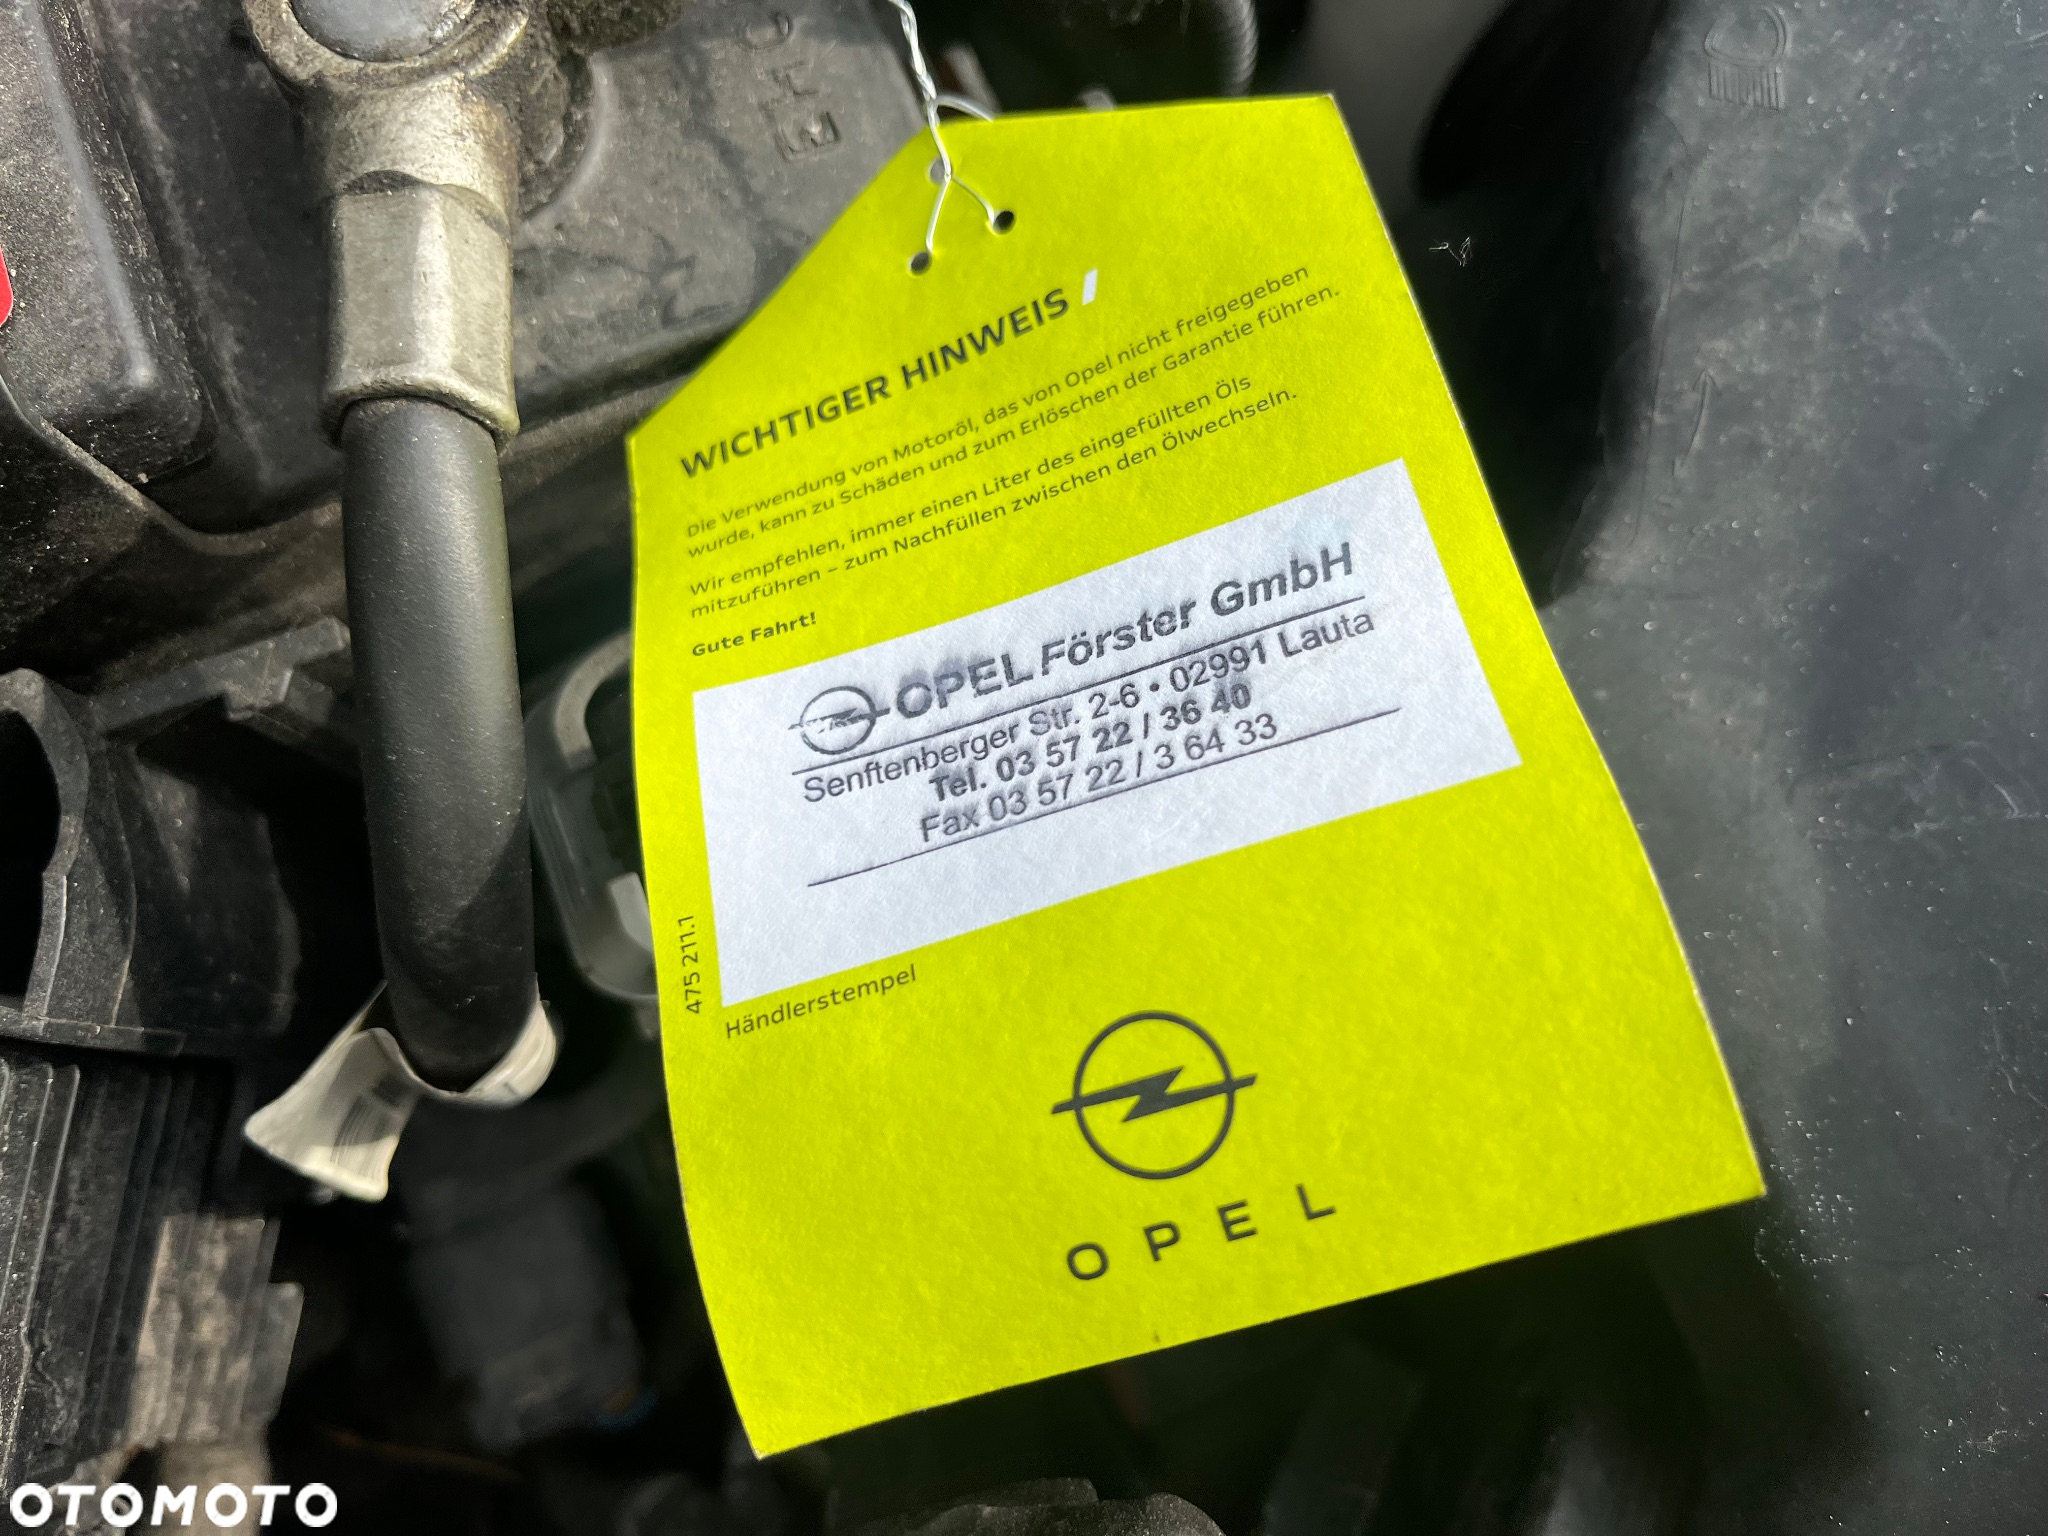 WICHTIGER HINWEIS
Die Verwendung von Motoröl, das von Opel nicht freigegeben
wurde, kann zu Schäden und zum Erlöschen der Garantie führen.
Wir empfehlen, immer einen Liter des eingefüllten Öls
mitzuführen – zum Nachfüllen zwischen den Ölwechseln.
Gute Fahrt!
OPEL Förster GmbH
Senftenberger Str. 2-6 • 02991 Lauta
Tel. 03 57 22 / 36 40
Fax 03 57 22 / 3 64 33
475 211.1
Händlerstempel
OPEL
OTOMOTO